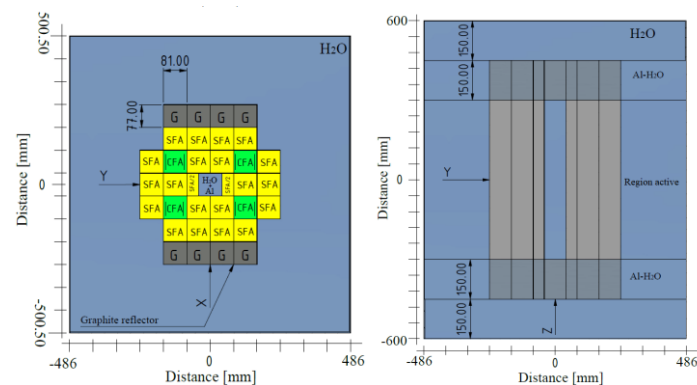 500.50
0
-500.50
Distance [mm]
H2O
81.00
77.00
G G G G
SFA SFA SFA SFA
SFA CFA SFA SFA CFA SFA
SFA SFA SFA/2 H2O Al SFA/2 SFA SFA
SFA CFA SFA SFA CFA SFA
SFA SFA SFA SFA
G G G G
Y
X
Graphite reflector
-486 0 486
Distance [mm]
600
0
-600
Distance [mm]
150.00
H2O
150.00
Al-H2O
Y
Region active
150.00
Al-H2O
150.00
Z
-486 0 486
Distance [mm]